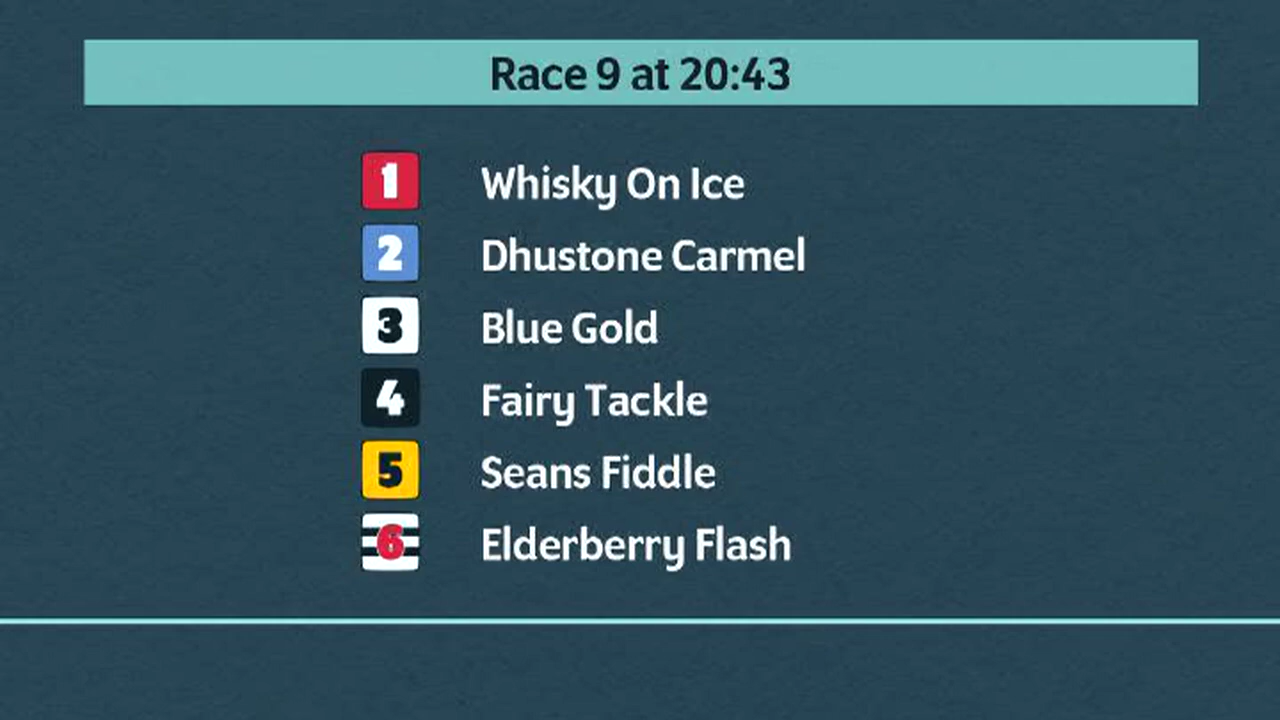 Race 9 at 20:43
1 Whisky On Ice
2 Dhustone Carmel
3 Blue Gold
4 Fairy Tackle
5 Seans Fiddle
6 Elderberry Flash